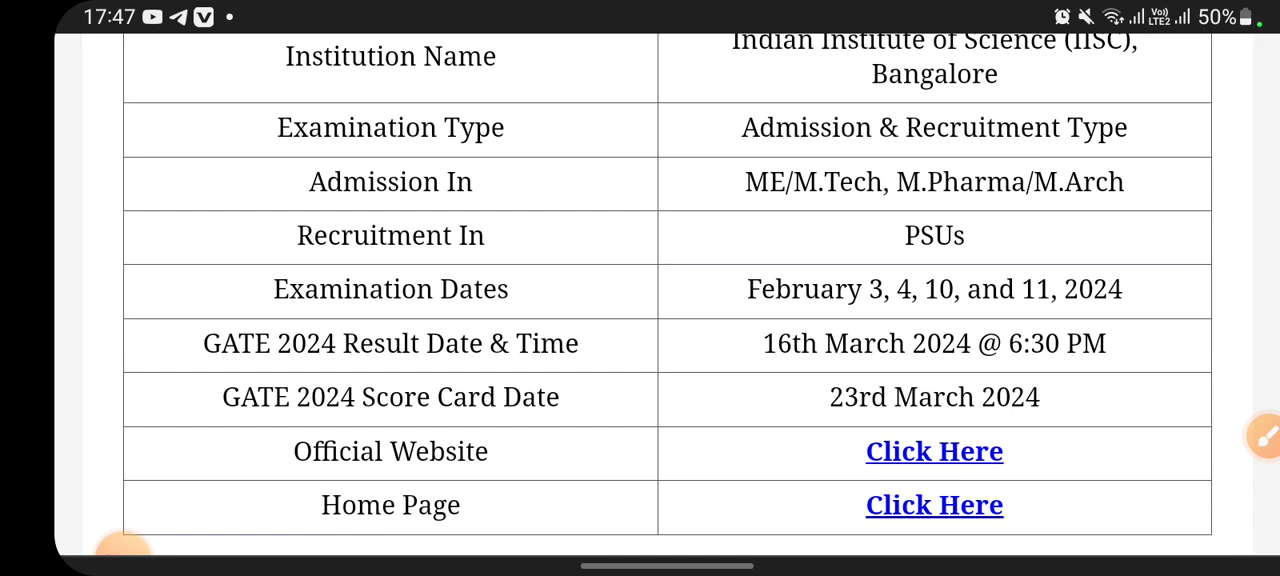 17:47
Vo)) LTE2
50%
Institution Name
Indian Institute of Science (IISC),
Bangalore
Examination Type
Admission & Recruitment Type
Admission In
ME/M.Tech, M.Pharma/M.Arch
Recruitment In
PSUs
Examination Dates
February 3, 4, 10, and 11, 2024
GATE 2024 Result Date & Time
16th March 2024 @ 6:30 PM
GATE 2024 Score Card Date
23rd March 2024
Official Website
Click Here
Home Page
Click Here